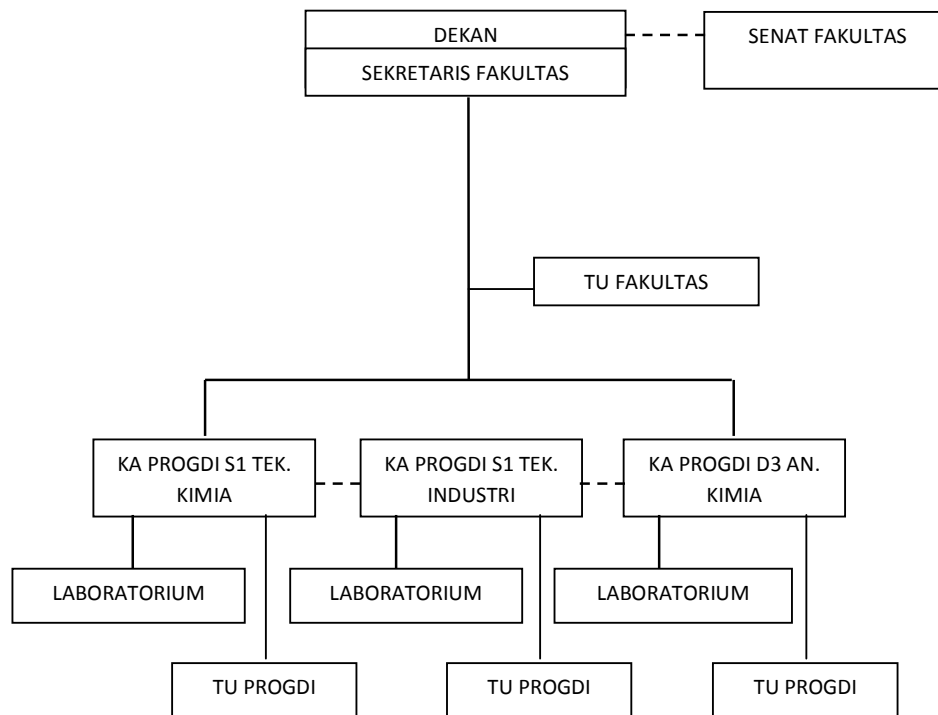 DEKAN
SENAT FAKULTAS
SEKRETARIS FAKULTAS
TU FAKULTAS
KA PROGDI S1 TEK.
KIMIA
KA PROGDI S1 TEK.
INDUSTRI
KA PROGDI D3 AN.
KIMIA
LABORATORIUM
LABORATORIUM
LABORATORIUM
TU PROGDI
TU PROGDI
TU PROGDI